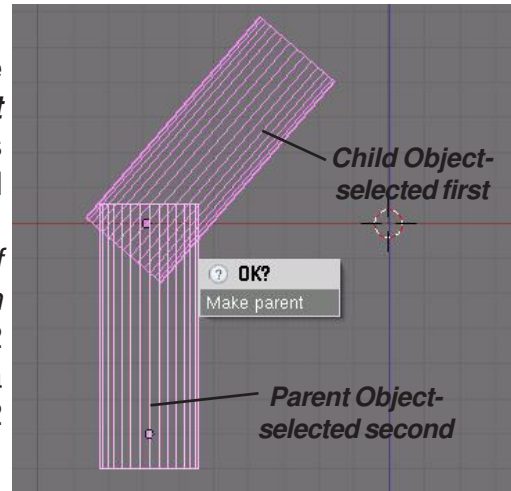 Child Object-
selected first
OK?
Make parent
Parent Object-
selected second